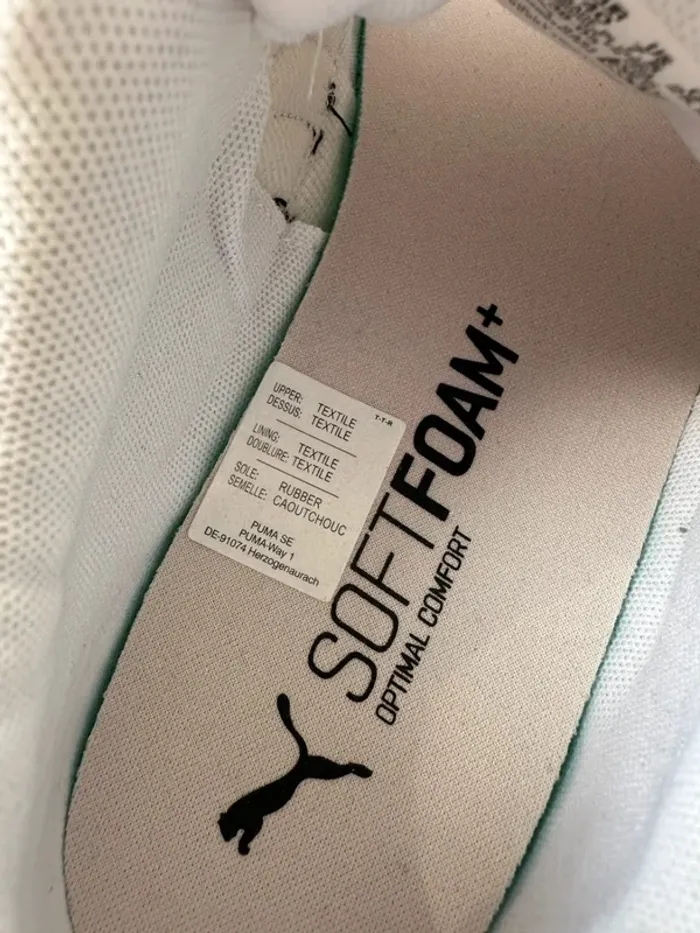 UPPER: TEXTILE
DESSUS: TEXTILE
T-T-R
LINING: TEXTILE
DOUBLURE: TEXTILE
SOLE: RUBBER
SEMELLE: CAOUTCHOUC
PUMA SE
PUMA-Way 1
DE-91074 Herzogenaurach
SOFTFOAM+
OPTIMAL COMFORT